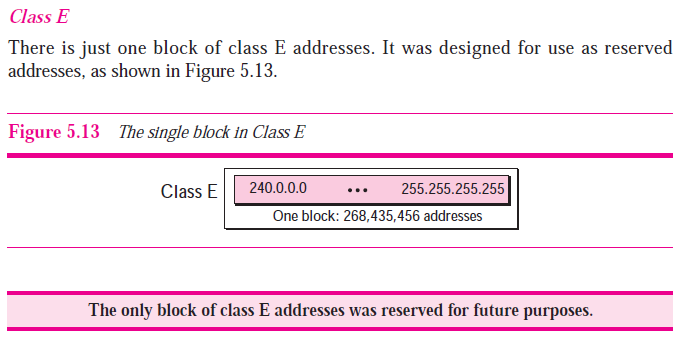 Class E
There is just one block of class E addresses. It was designed for use as reserved
addresses, as shown in Figure 5.13.
Figure 5.13 The single block in Class E
Class E 240.0.0.0 ••• 255.255.255.255
One block: 268,435,456 addresses
The only block of class E addresses was reserved for future purposes.